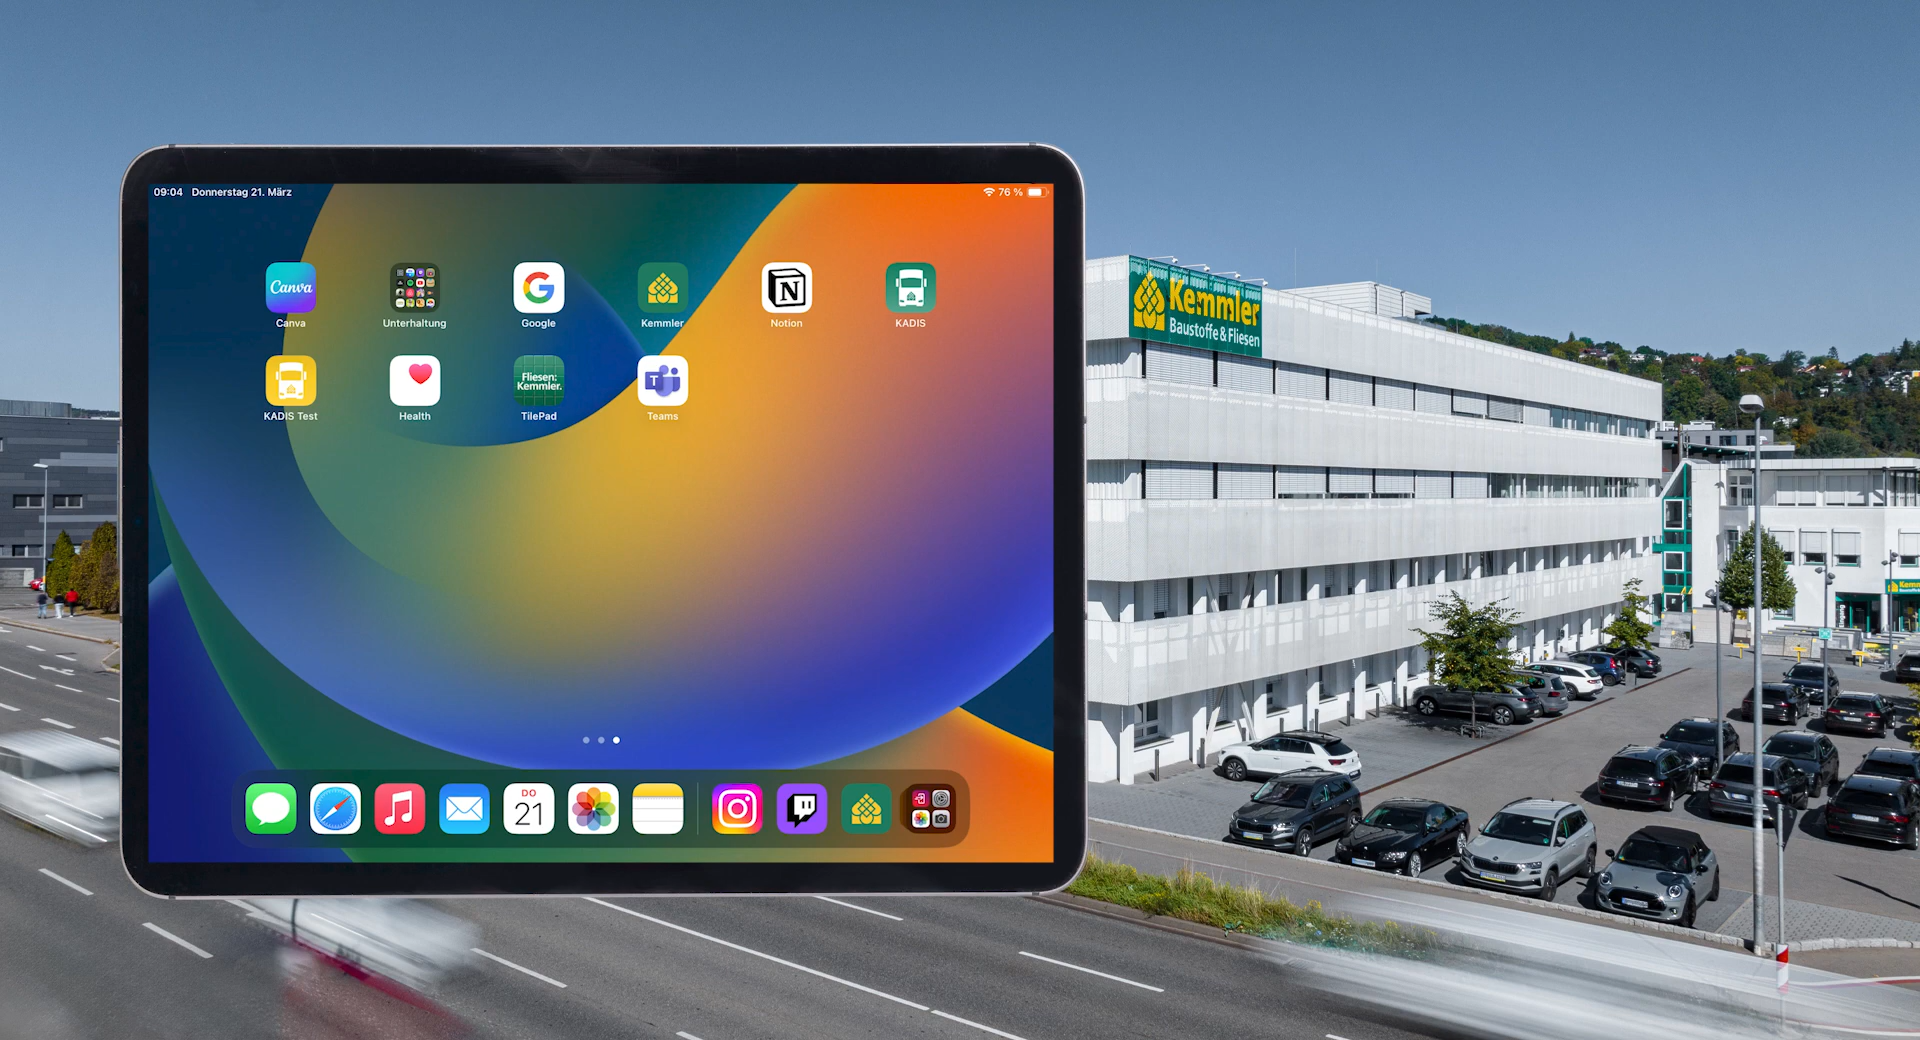 09:04 Donnerstag 21. März
76 %
Canva
Canva
Unterhaltung
Google
Kemmler
N
Notion
KADIS
KADIS Test
Health
Fliesen:
Kemmler.
TilePad
T
Teams
DO
21
Kemmler
Baustoffe & Fliesen